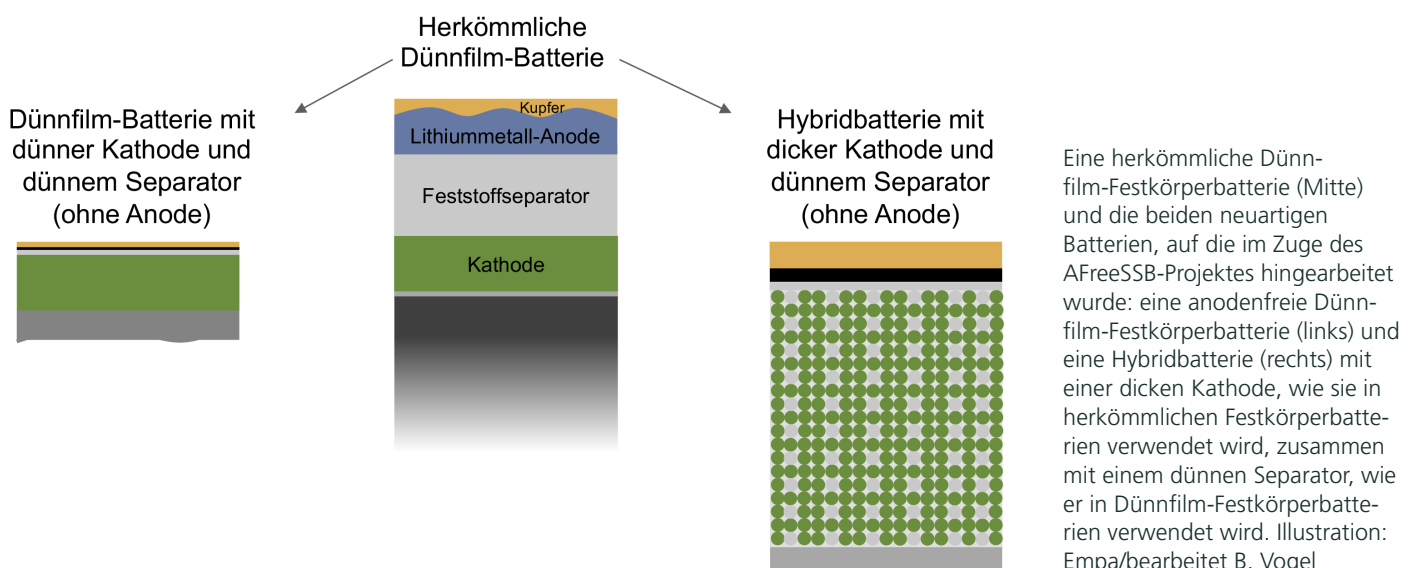 Herkömmliche
Dünnfilm-Batterie
Dünnfilm-Batterie mit
dünner Kathode und
dünnem Separator
(ohne Anode)
Kupfer
Lithiummetall-Anode
Feststoffseparator
Kathode
Hybridbatterie mit
dicker Kathode und
dünnem Separator
(ohne Anode)
Eine herkömmliche Dünn-
film-Festkörperbatterie (Mitte)
und die beiden neuartigen
Batterien, auf die im Zuge des
AFreeSSB-Projektes hingearbeitet
wurde: eine anodenfreie Dünn-
film-Festkörperbatterie (links) und
eine Hybridbatterie (rechts) mit
einer dicken Kathode, wie sie in
herkömmlichen Festkörperbatte-
rien verwendet wird, zusammen
mit einem dünnen Separator, wie
er in Dünnfilm-Festkörperbatte-
rien verwendet wird. Illustration:
Empa/bearbeitet B. Vogel